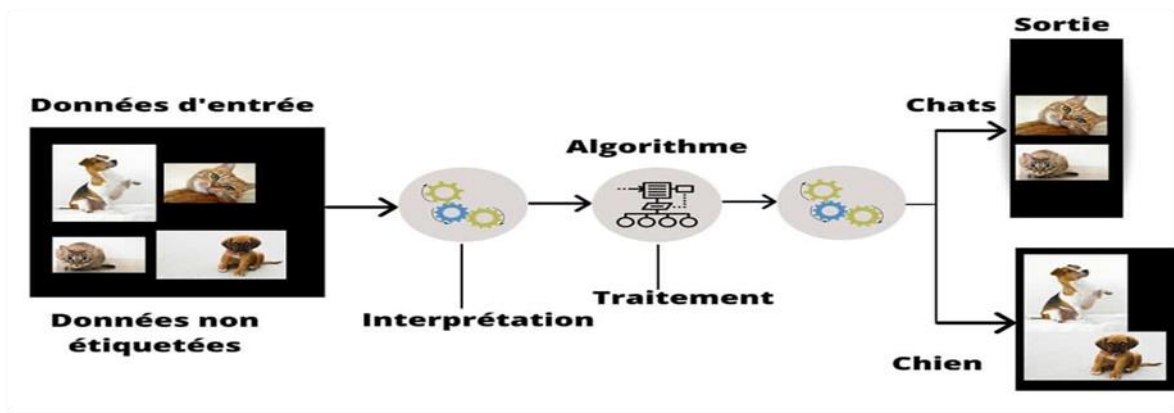 Données d'entrée
Données non
étiquetées
Interprétation
Algorithme
Traitement
Sortie
Chats
Chien